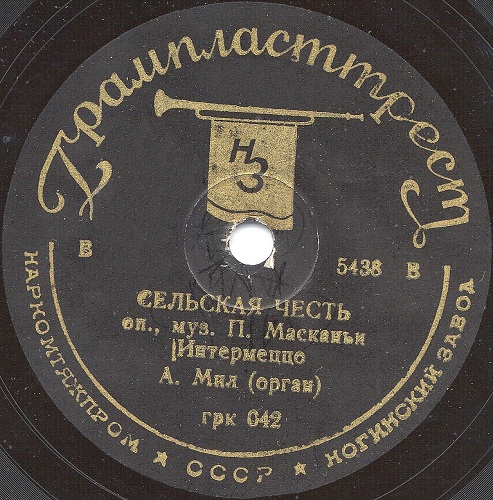 Грампласттрест
НЗ
В 5438 В
СЕЛЬСКАЯ ЧЕСТЬ
оп., муз. П. Масканьи
Интермеццо
А. Мил (орган)
грк 042
НАРКОМТЯЖПРОМ ★ СССР ★ НОГИНСКИЙ ЗАВОД